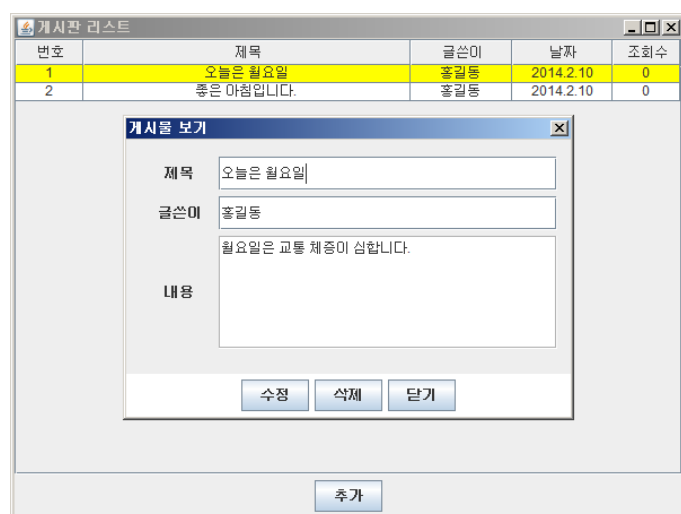 게시판 리스트
번호 제목 글쓴이 날짜 조회수
1 오늘은 월요일 홍길동 2014.2.10 0
2 좋은 아침입니다. 홍길동 2014.2.10 0
게시물 보기
제목 오늘은 월요일
글쓴이 홍길동
내용 월요일은 교통 체증이 심합니다.
수정 삭제 닫기
추가